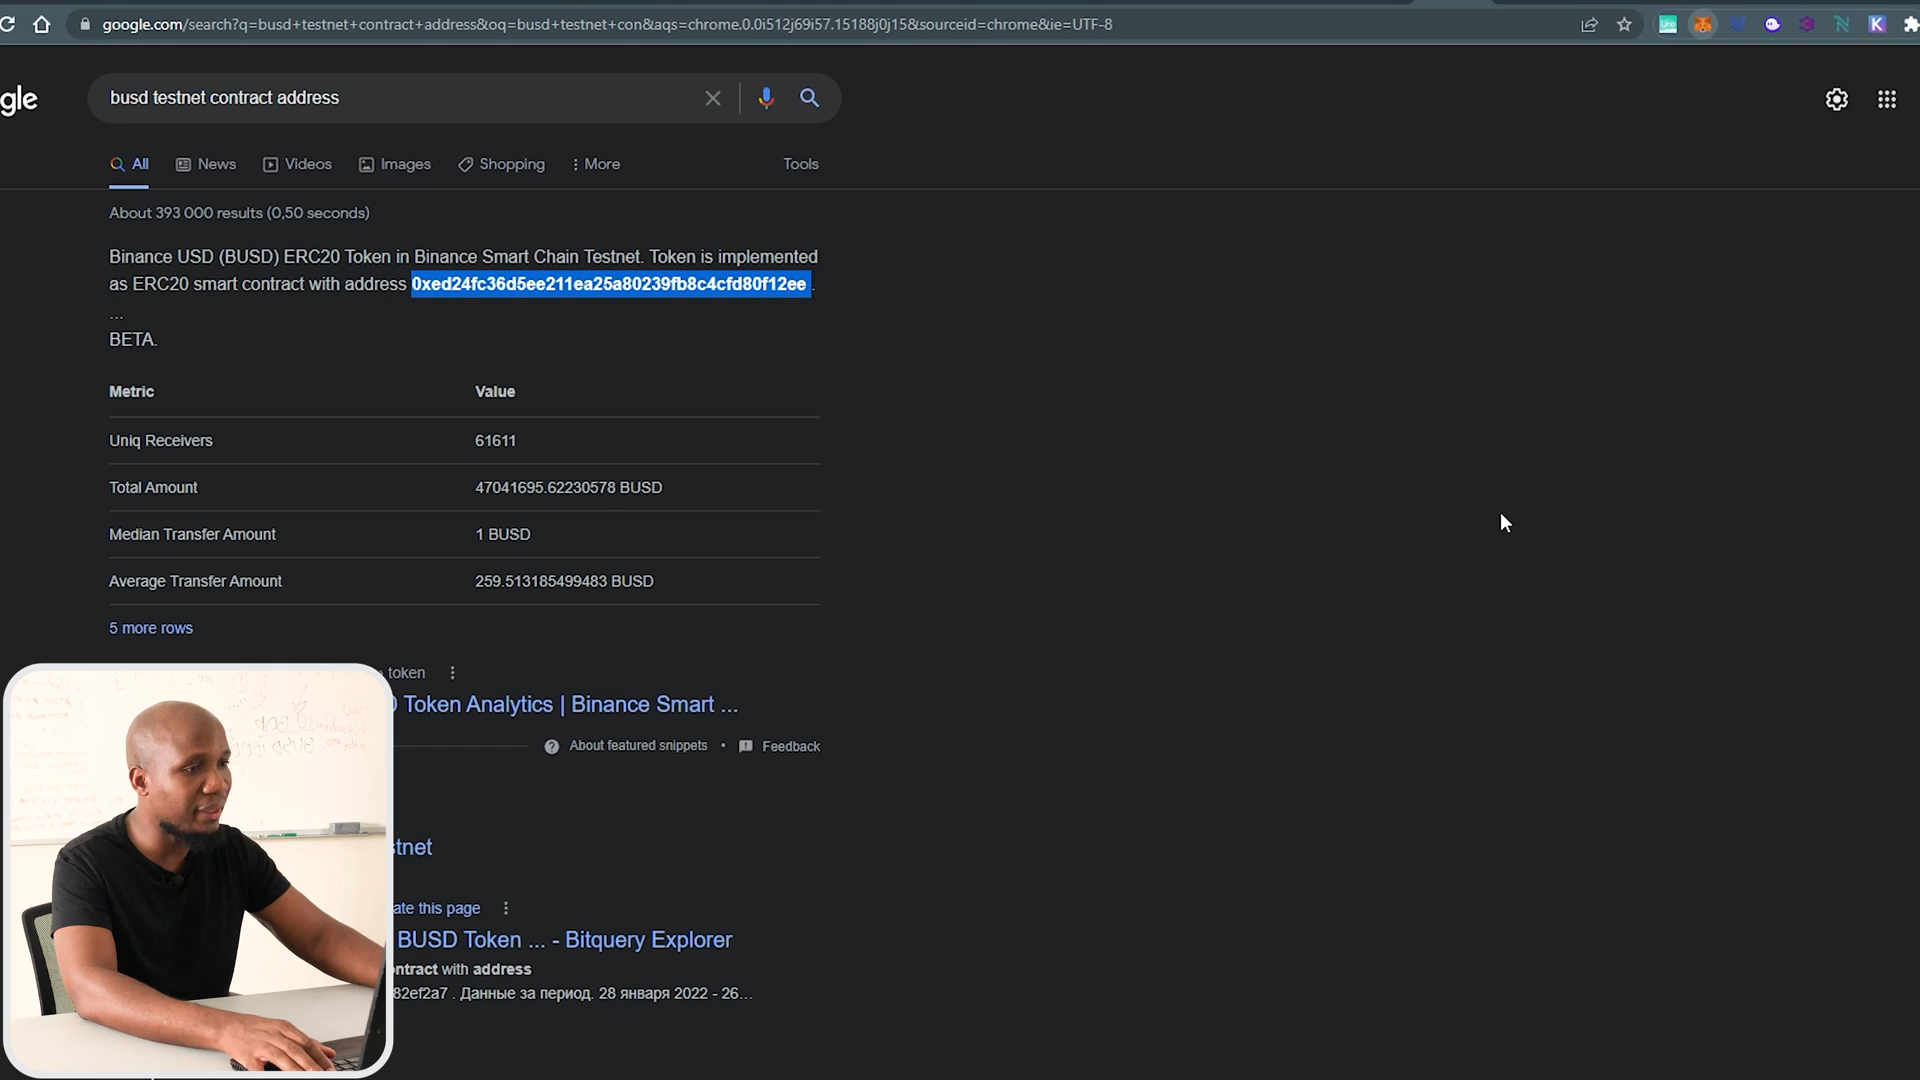 google.com/search?q=busd+testnet+contract+address&oq=busd+testnet+con&aqs=chrome.0.0i512j69i57.15188j0j15&sourceid=chrome&ie=UTF-8
gle
busd testnet contract address
All News Videos Images Shopping More Tools
About 393 000 results (0,50 seconds)
Binance USD (BUSD) ERC20 Token in Binance Smart Chain Testnet. Token is implemented
as ERC20 smart contract with address 0xed24fc36d5ee211ea25a80239fb8c4cfd80f12ee .
...
BETA.
Metric Value
Uniq Receivers 61611
Total Amount 47041695.62230578 BUSD
Median Transfer Amount 1 BUSD
Average Transfer Amount 259.513185499483 BUSD
5 more rows
token
Token Analytics | Binance Smart ...
About featured snippets • Feedback
stnet
ate this page
BUSD Token ... - Bitquery Explorer
ontract with address
82ef2a7 . Данные за период. 28 января 2022 - 26...